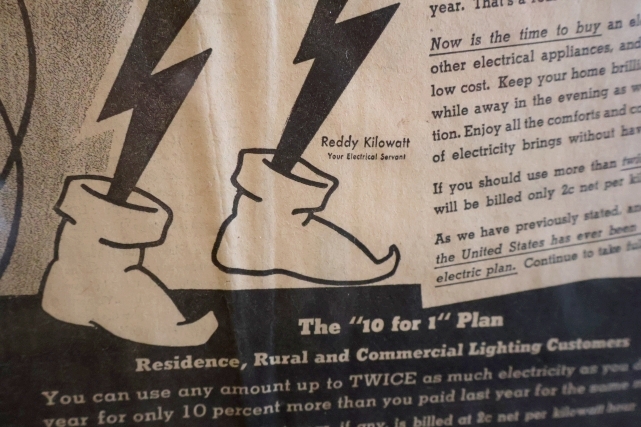 year. That's a
Now is the time to buy an
other electrical appliances, and
low cost. Keep your home
while away in the evening as
tion. Enjoy all the comforts and
of electricity brings without
Reddy Kilowatt
Your Electrical Servant
If you should use more than
will be billed only 2c net per
As we have previously stated,
the United States has ever been
electric plan. Continue to take
The "10 for 1" Plan
Residence, Rural and Commercial Lighting Customers
You can use any amount up to TWICE as much electricity as you
year for only 10 percent more than you paid last year for the same
if any, is billed at 2c net per kilowatt hour